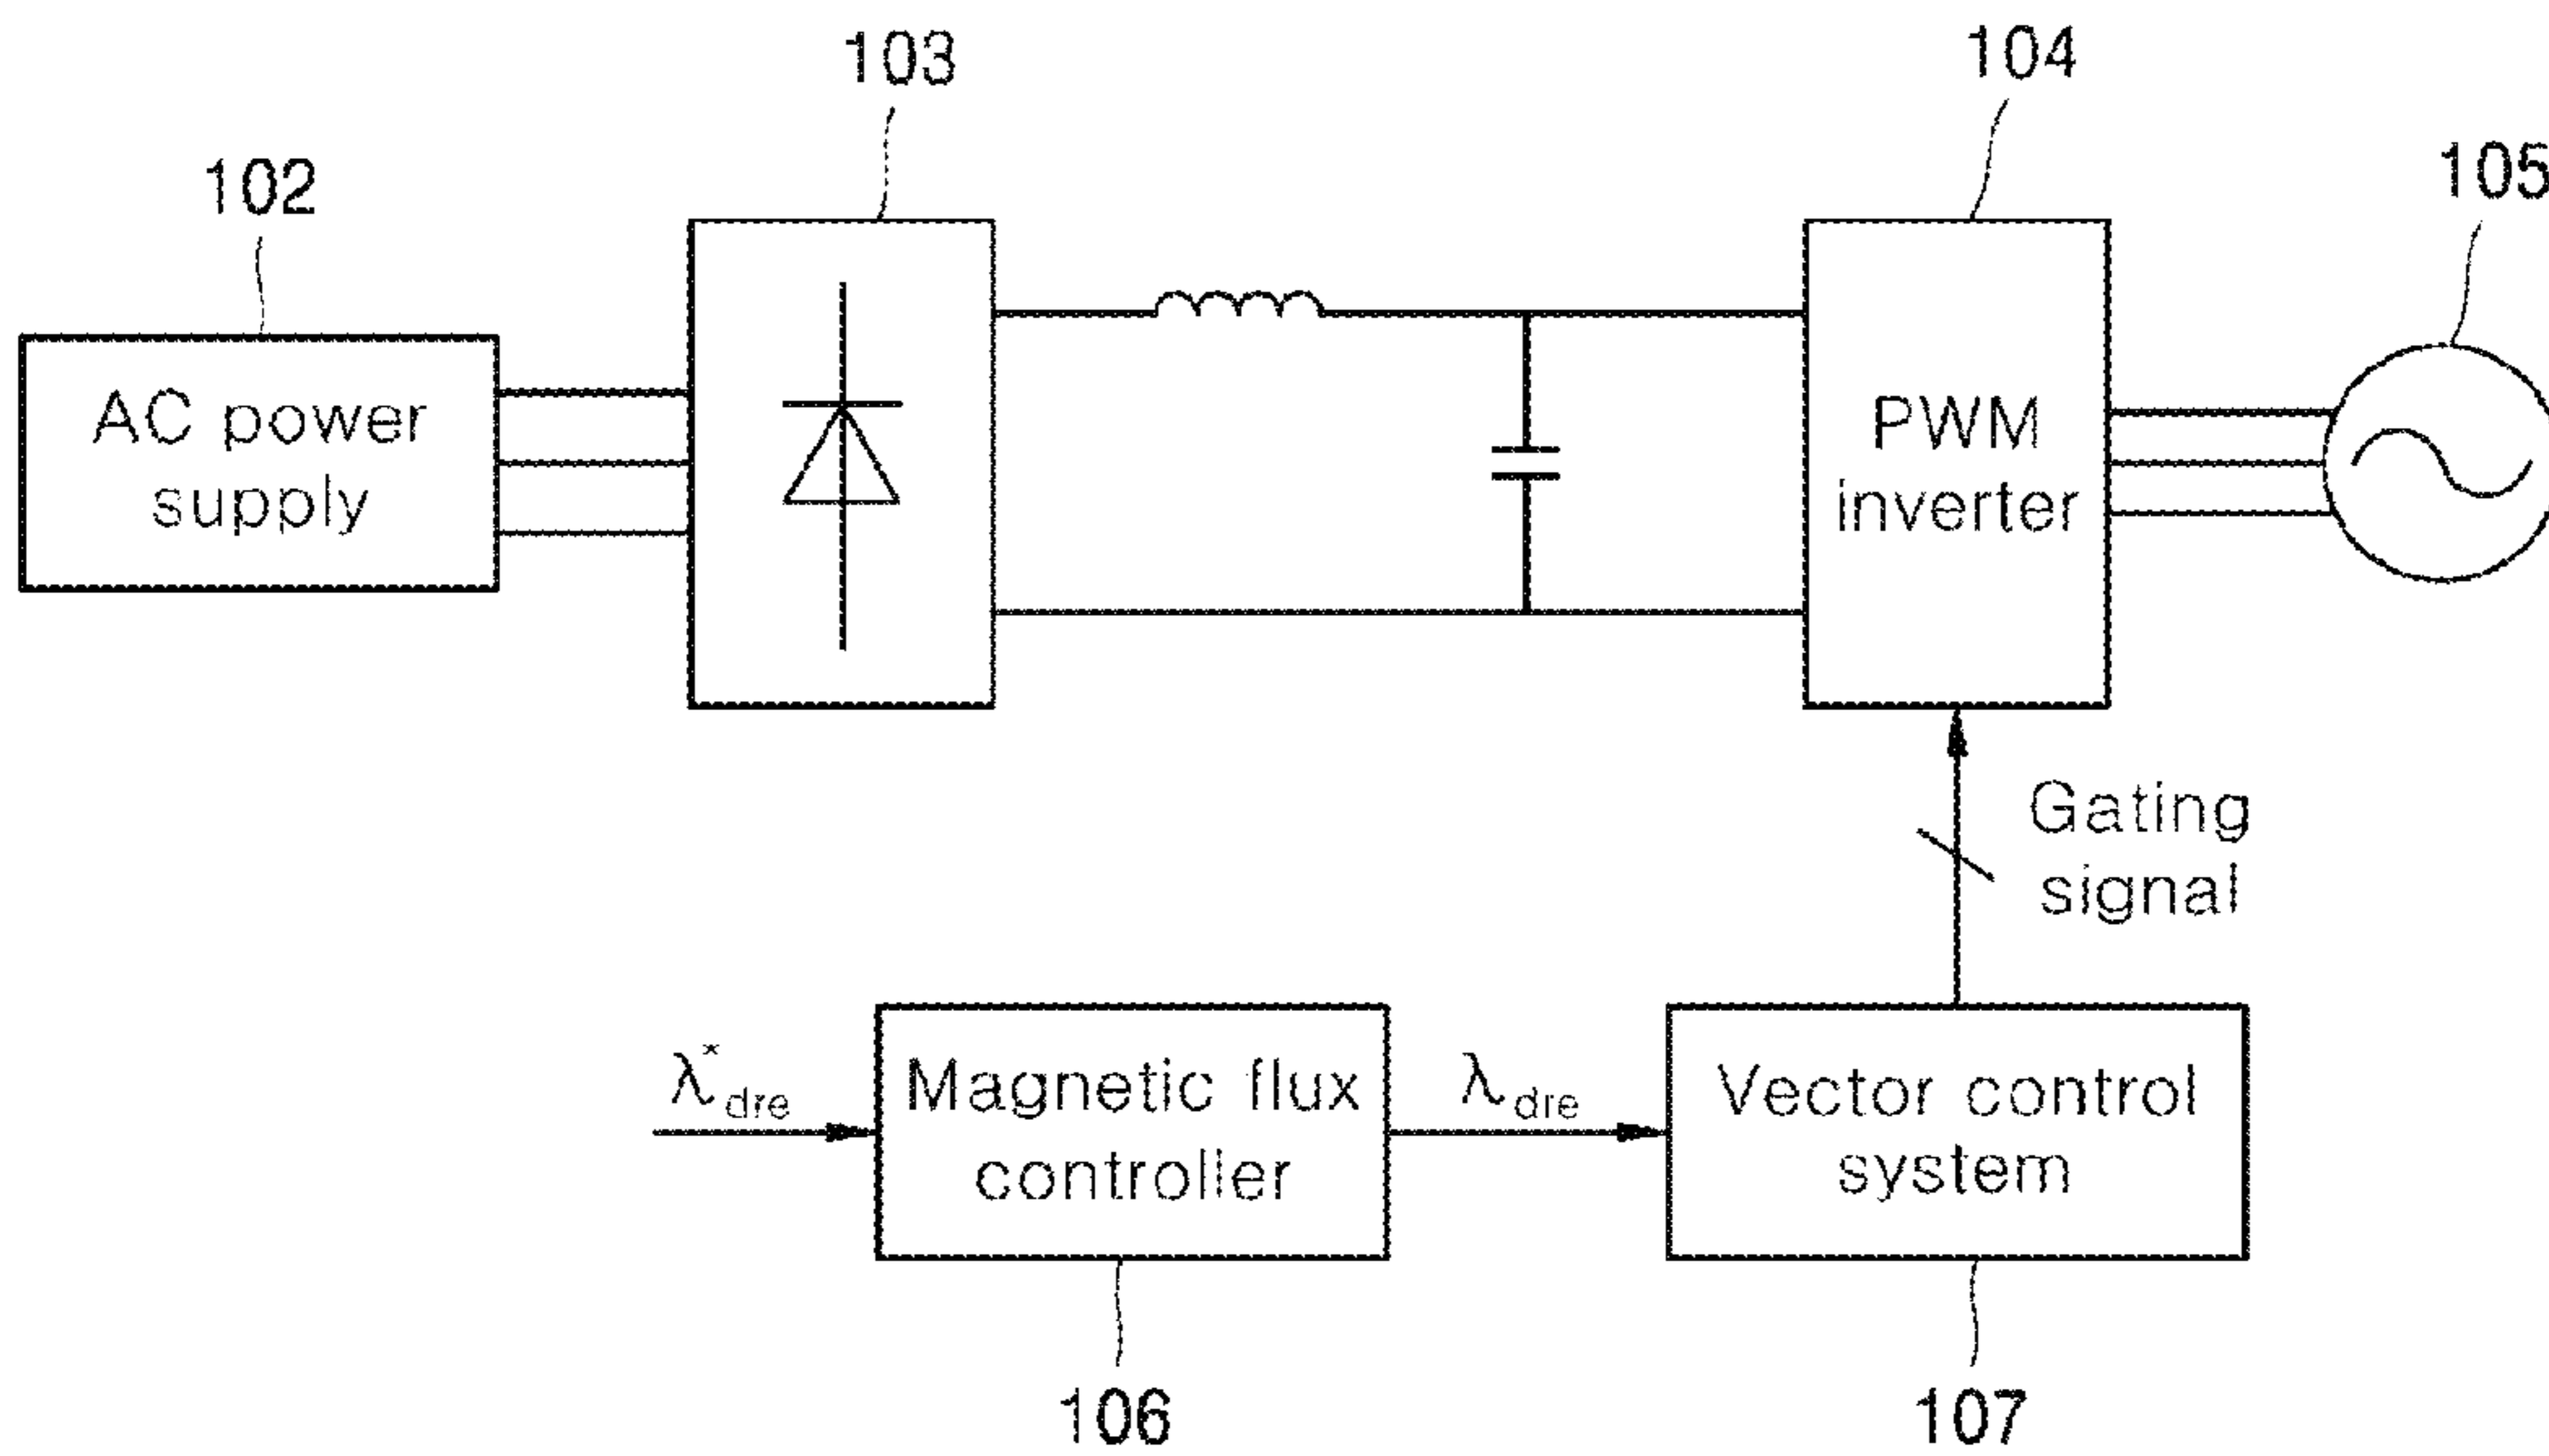 103
104
102
105
AC power
supply
PWM
inverter
Gating
signal
λ*dre
Magnetic flux
controller
λdre
Vector control
system
106
107